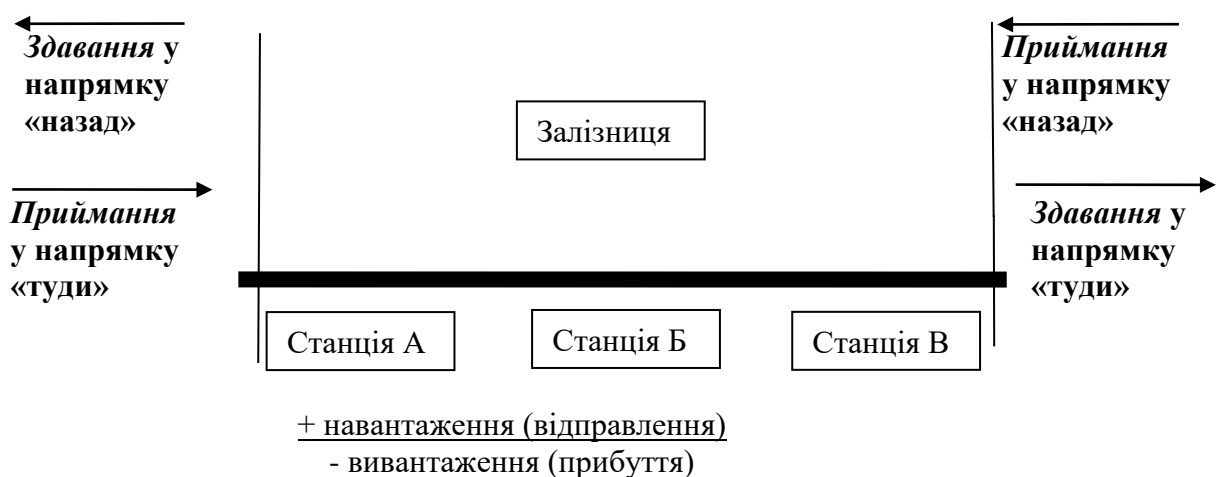 Здавання у
напрямку
«назад»
Приймання
у напрямку
«назад»
Залізниця
Приймання
у напрямку
«туди»
Здавання у
напрямку
«туди»
Станція А
Станція Б
Станція В
+ навантаження (відправлення)
- вивантаження (прибуття)